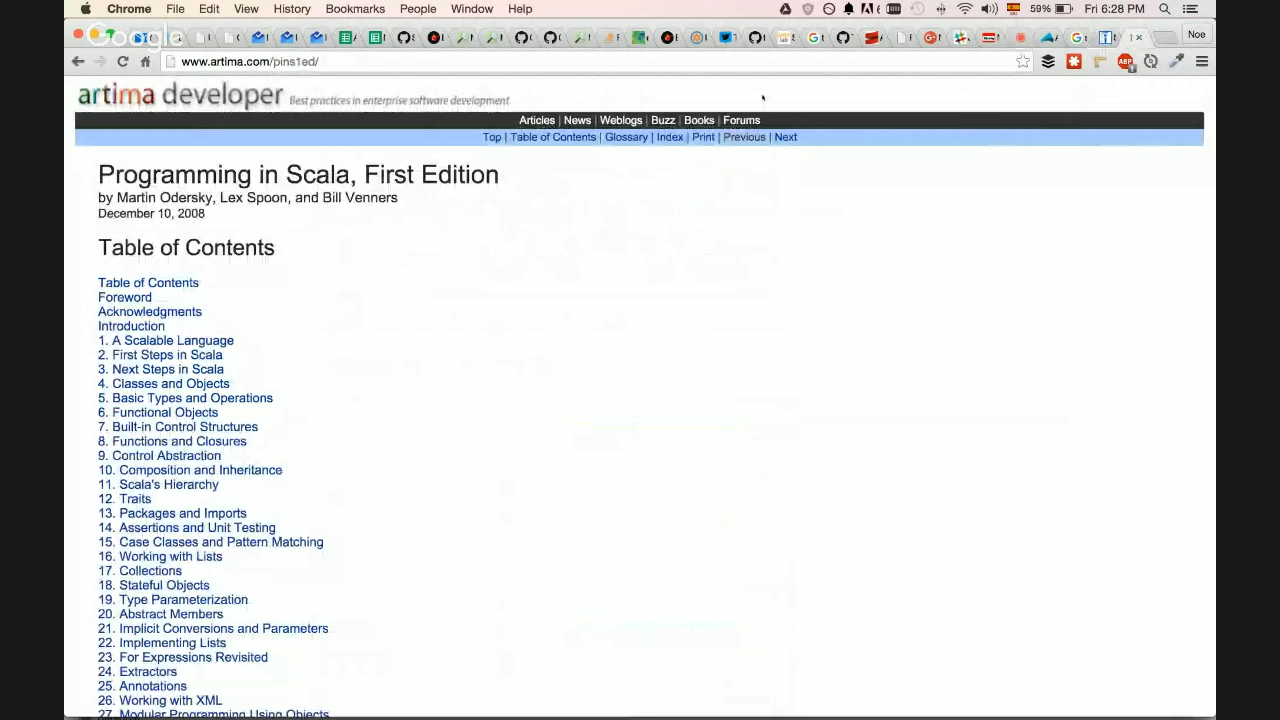 Chrome File Edit View History Bookmarks People Window Help
59% Fri 6:28 PM
Google
Noe
www.artima.com/pins1ed/
ABP
artima developer Best practices in enterprise software development
Articles | News | Weblogs | Buzz | Books | Forums
Top | Table of Contents | Glossary | Index | Print | Previous | Next
Programming in Scala, First Edition
by Martin Odersky, Lex Spoon, and Bill Venners
December 10, 2008
Table of Contents
Table of Contents
Foreword
Acknowledgments
Introduction
1. A Scalable Language
2. First Steps in Scala
3. Next Steps in Scala
4. Classes and Objects
5. Basic Types and Operations
6. Functional Objects
7. Built-in Control Structures
8. Functions and Closures
9. Control Abstraction
10. Composition and Inheritance
11. Scala's Hierarchy
12. Traits
13. Packages and Imports
14. Assertions and Unit Testing
15. Case Classes and Pattern Matching
16. Working with Lists
17. Collections
18. Stateful Objects
19. Type Parameterization
20. Abstract Members
21. Implicit Conversions and Parameters
22. Implementing Lists
23. For Expressions Revisited
24. Extractors
25. Annotations
26. Working with XML
27. Modular Programming Using Objects